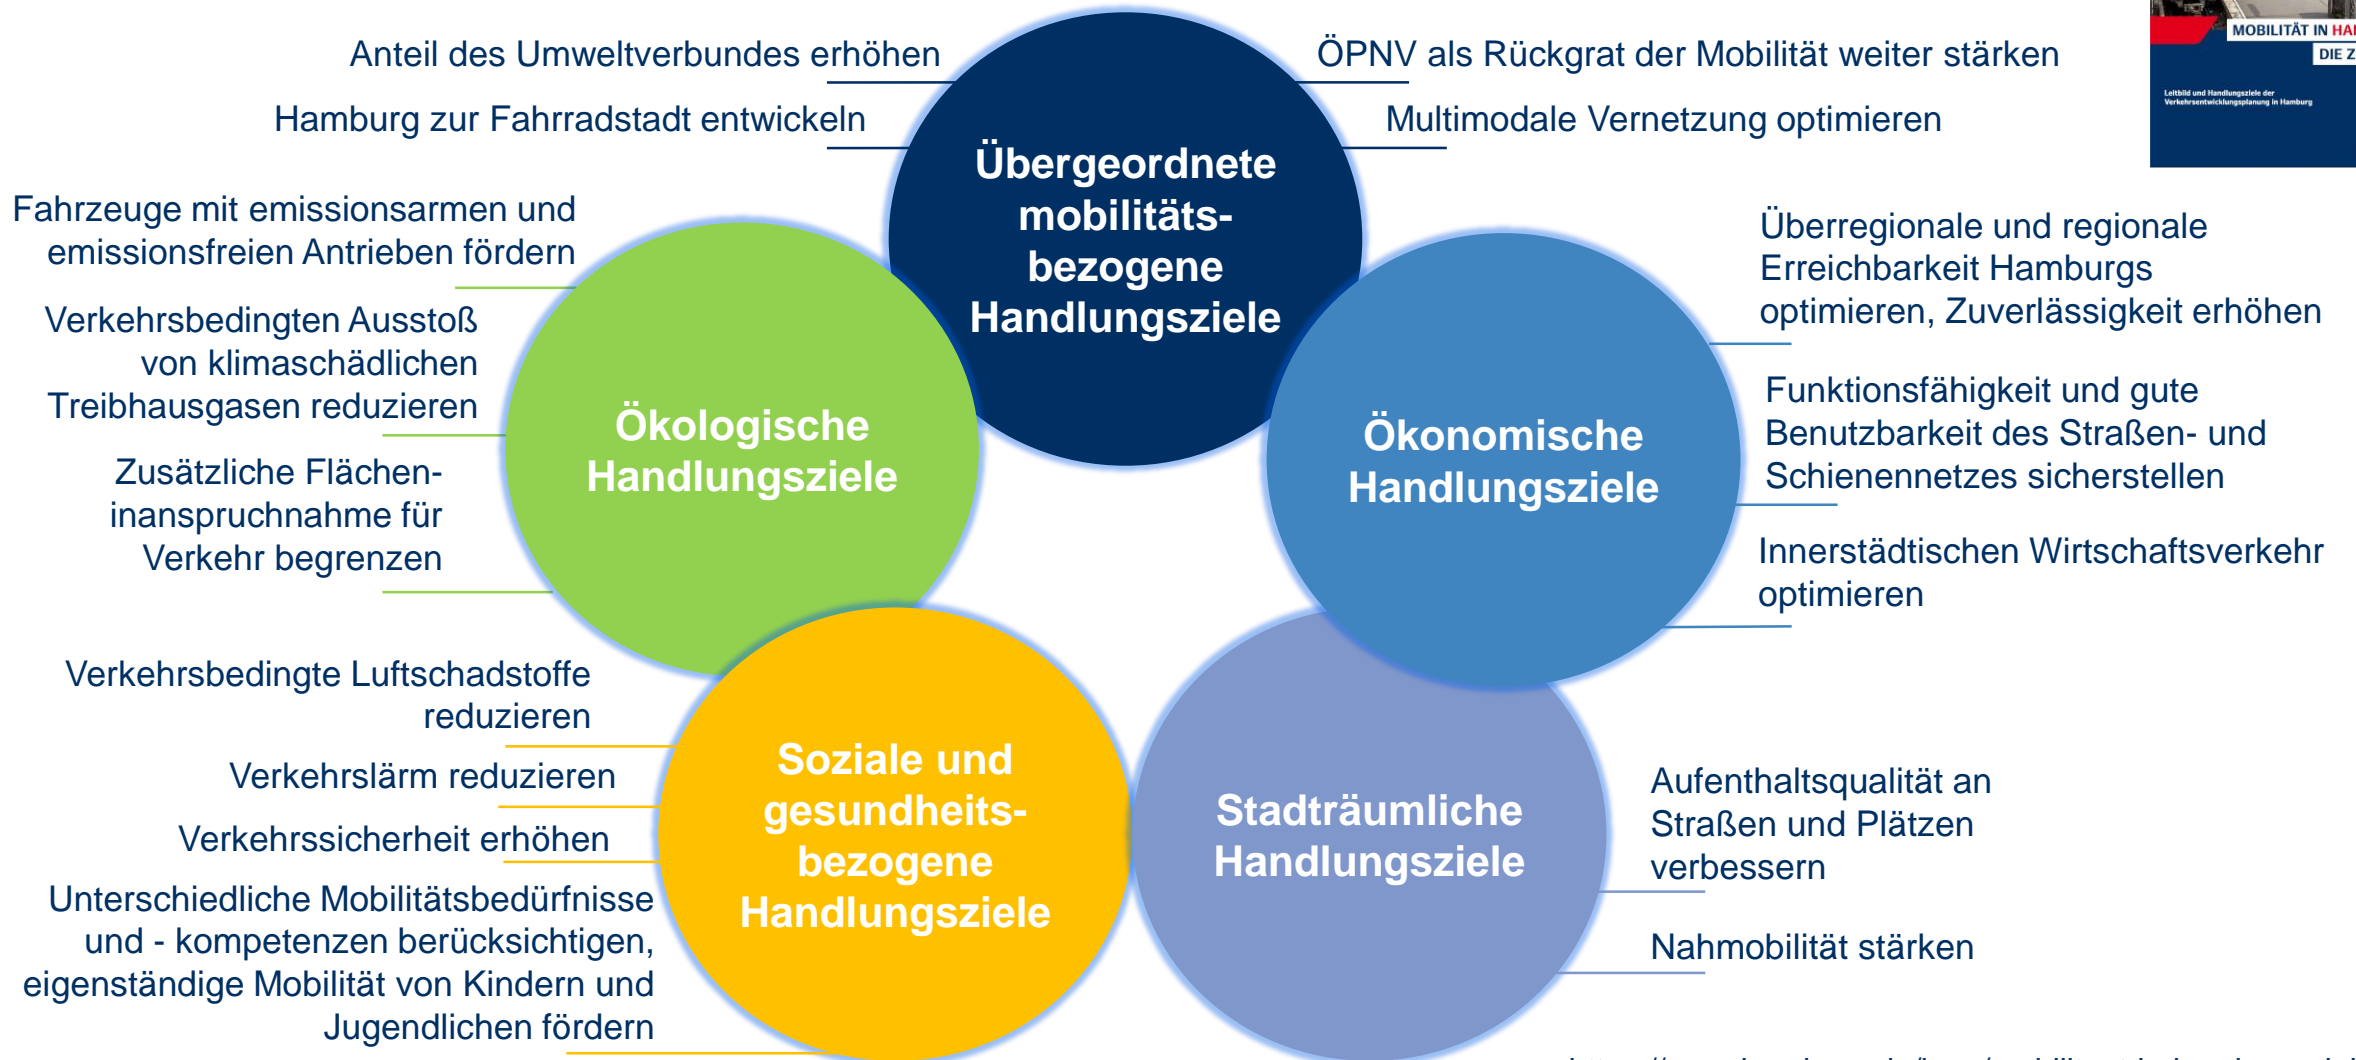 Anteil des Umweltverbundes erhöhen
Hamburg zur Fahrradstadt entwickeln
ÖPNV als Rückgrat der Mobilität weiter stärken
Multimodale Vernetzung optimieren
MOBILITÄT IN
DIE
Leitbild und Handlungsziele der
Verkehrsentwicklungsplanung in Hamburg
Übergeordnete
mobilitäts-
bezogene
Handlungsziele
Fahrzeuge mit emissionsarmen und
emissionsfreien Antrieben fördern
Verkehrsbedingten Ausstoß
von klimaschädlichen
Treibhausgasen reduzieren
Zusätzliche Flächen-
inanspruchnahme für
Verkehr begrenzen
Ökologische
Handlungsziele
Ökonomische
Handlungsziele
Überregionale und regionale
Erreichbarkeit Hamburgs
optimieren, Zuverlässigkeit erhöhen
Funktionsfähigkeit und gute
Benutzbarkeit des Straßen- und
Schienennetzes sicherstellen
Innerstädtischen Wirtschaftsverkehr
optimieren
Verkehrsbedingte Luftschadstoffe
reduzieren
Verkehrslärm reduzieren
Verkehrssicherheit erhöhen
Unterschiedliche Mobilitätsbedürfnisse
und - kompetenzen berücksichtigen,
eigenständige Mobilität von Kindern und
Jugendlichen fördern
Soziale und
gesundheits-
bezogene
Handlungsziele
Stadträumliche
Handlungsziele
Aufenthaltsqualität an
Straßen und Plätzen
verbessern
Nahmobilität stärken